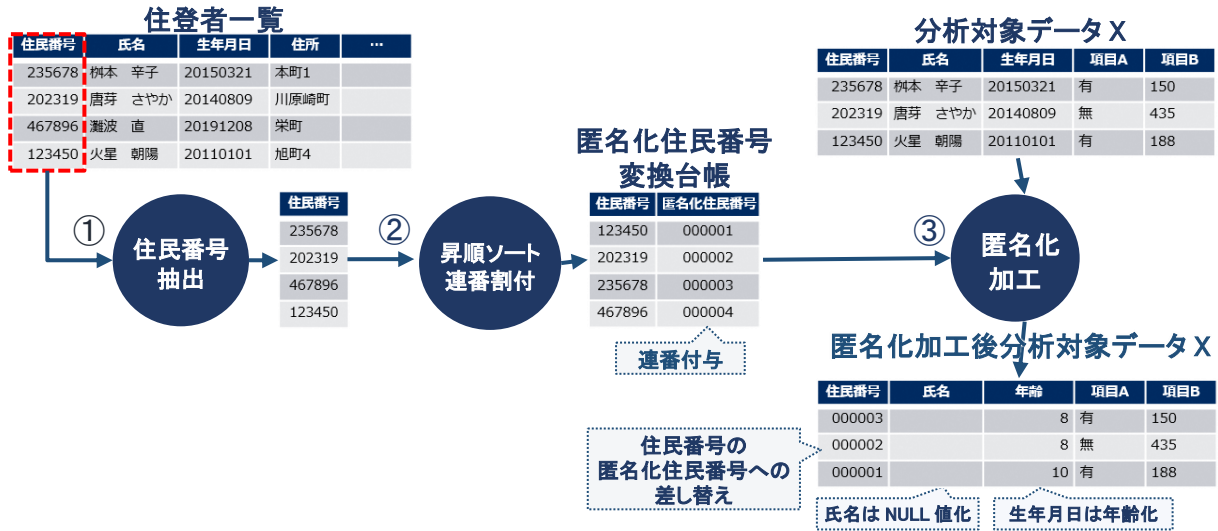 住登者一覧
住民番号 氏名 生年月日 住所 …
235678 桝本 辛子 20150321 本町1
202319 唐芽 さやか 20140809 川原崎町
467896 灘波 直 20191208 栄町
123450 火星 朝陽 20110101 旭町4
分析対象データX
住民番号 氏名 生年月日 項目A 項目B
235678 桝本 辛子 20150321 有 150
202319 唐芽 さやか 20140809 無 435
123450 火星 朝陽 20110101 有 188
①
住民番号
抽出
住民番号
235678
202319
467896
123450
②
昇順ソート
連番割付
匿名化住民番号
変換台帳
住民番号 匿名化住民番号
123450 000001
202319 000002
235678 000003
467896 000004
連番付与
③
匿名化
加工
匿名化加工後分析対象データX
住民番号 氏名 年齢 項目A 項目B
000003 8 有 150
000002 8 無 435
000001 10 有 188
住民番号の
匿名化住民番号への
差し替え
氏名は NULL 値化
生年月日は年齢化